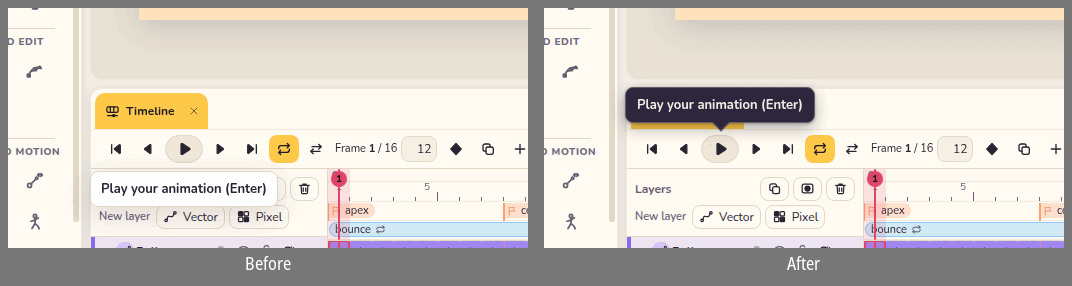 D EDIT
Timeline
Frame 1 / 16
12
D MOTION
Play your animation (Enter)
1
5
New layer
Vector
Pixel
apex
bounce
Before
D EDIT
Play your animation (Enter)
Frame 1 / 16
12
D MOTION
Layers
1
5
New layer
Vector
Pixel
apex
bounce
After